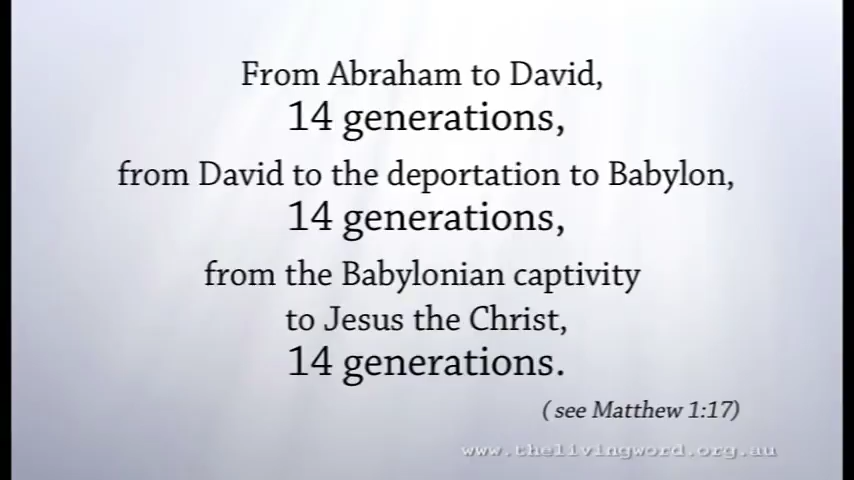 From Abraham to David,
14 generations,
from David to the deportation to Babylon,
14 generations,
from the Babylonian captivity
to Jesus the Christ,
14 generations.
( see Matthew 1:17)
www.thelivingword.org.au